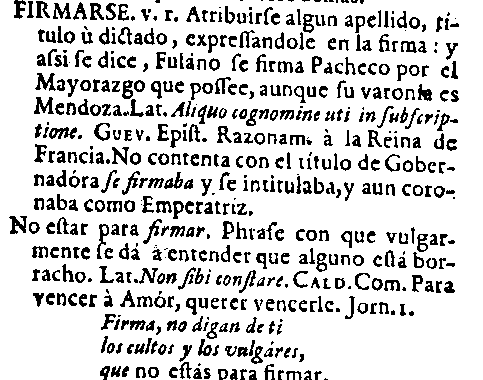 FIRMARSE. v. r. Atribuirſe algun apellido, tí-
tulo ù dictado, expreſſandole en la firma: y
aſsi se dice, Fuláno se firma Pacheco por el
Mayorazgo que poſſee, aunque ſu varonía es
Mendoza. Lat. Aliquo cognomine uti in ſubſcrip-
tione. GUEV. Epiſt. Razonam. à la Reina de
Francia. No contenta con el título de Gober-
nadóra ſe firmaba y ſe intitulaba, y aun coro-
naba como Emperatriz.
No eſtar para firmar. Phraſe con que vulgar-
mente ſe dá à entender que alguno eſtá bor-
racho. Lat. Non ſibi conſtare. CALD. Com. Para
vencer à Amór, querer vencerle. Jorn. 1.
Firma, no digan de ti
los cultos y los vulgáres,
que no eſtás para firmar.